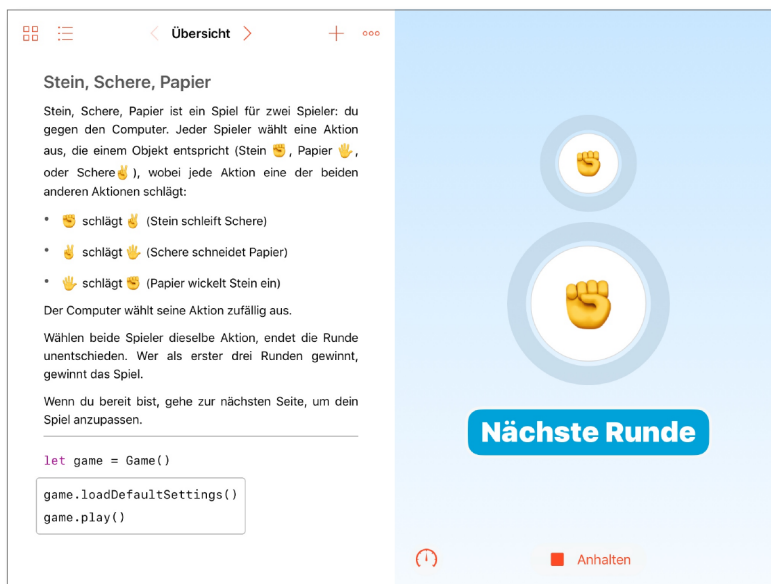 Übersicht
Stein, Schere, Papier
Stein, Schere, Papier ist ein Spiel für zwei Spieler: du
gegen den Computer. Jeder Spieler wählt eine Aktion
aus, die einem Objekt entspricht (Stein ✊, Papier 🖐,
oder Schere✌), wobei jede Aktion eine der beiden
anderen Aktionen schlägt:
• ✊ schlägt ✌ (Stein schleift Schere)
• ✌ schlägt 🖐 (Schere schneidet Papier)
• 🖐 schlägt ✊ (Papier wickelt Stein ein)
Der Computer wählt seine Aktion zufällig aus.
Wählen beide Spieler dieselbe Aktion, endet die Runde
unentschieden. Wer als erster drei Runden gewinnt,
gewinnt das Spiel.
Wenn du bereit bist, gehe zur nächsten Seite, um dein
Spiel anzupassen.
let game = Game()
game.loadDefaultSettings()
game.play()
Nächste Runde
Anhalten